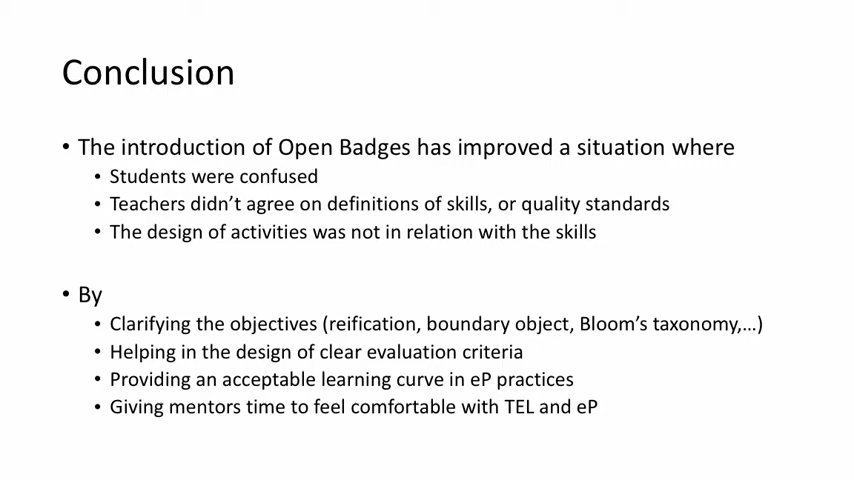 Conclusion
• The introduction of Open Badges has improved a situation where
• Students were confused
• Teachers didn’t agree on definitions of skills, or quality standards
• The design of activities was not in relation with the skills
• By
• Clarifying the objectives (reification, boundary object, Bloom’s taxonomy,...)
• Helping in the design of clear evaluation criteria
• Providing an acceptable learning curve in eP practices
• Giving mentors time to feel comfortable with TEL and eP